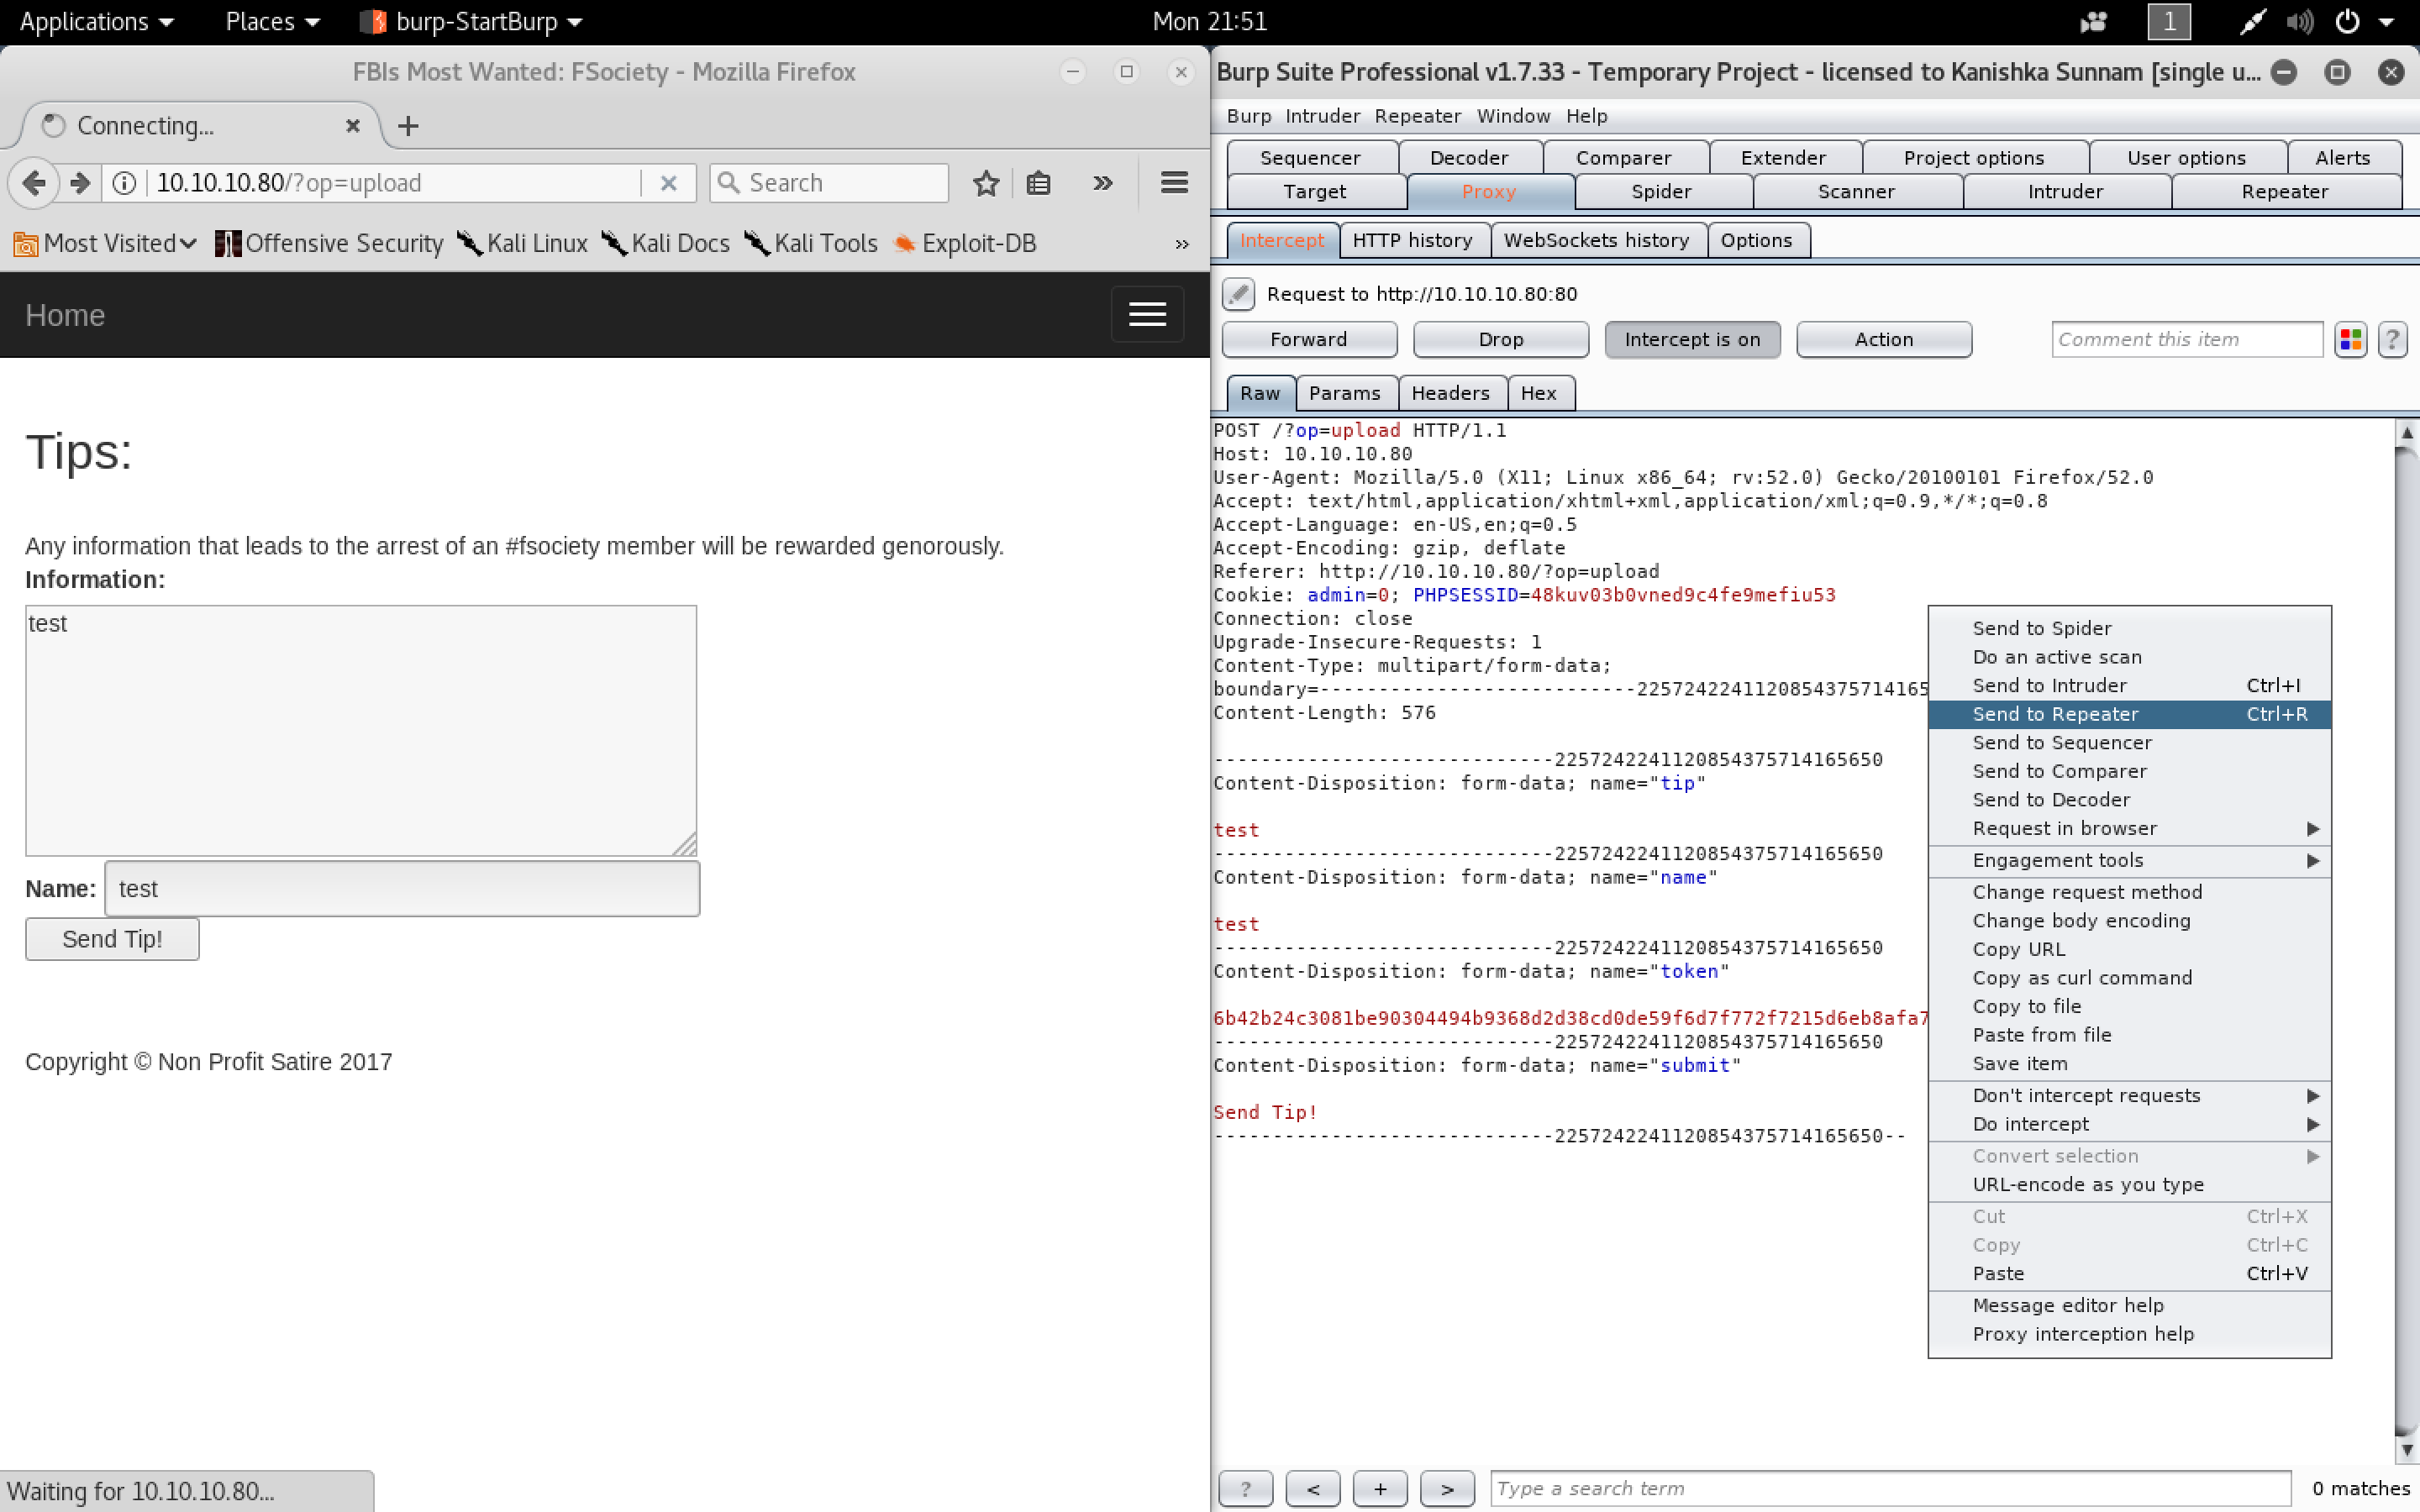 Applications Places burp-StartBurp Mon 21:51 1
FBIs Most Wanted: FSociety - Mozilla Firefox
Connecting...
10.10.10.80/?op=upload Search
Most Visited Offensive Security Kali Linux Kali Docs Kali Tools Exploit-DB »
Home
Tips:
Any information that leads to the arrest of an #fsociety member will be rewarded genorously.
Information:
test
Name: test
Send Tip!
Copyright © Non Profit Satire 2017
Waiting for 10.10.10.80...
Burp Suite Professional v1.7.33 - Temporary Project - licensed to Kanishka Sunnam [single u...
Burp Intruder Repeater Window Help
Sequencer Decoder Comparer Extender Project options User options Alerts
Target Proxy Spider Scanner Intruder Repeater
Intercept HTTP history WebSockets history Options
Request to http://10.10.10.80:80
Forward Drop Intercept is on Action Comment this item ?
Raw Params Headers Hex
POST /?op=upload HTTP/1.1
Host: 10.10.10.80
User-Agent: Mozilla/5.0 (X11; Linux x86_64; rv:52.0) Gecko/20100101 Firefox/52.0
Accept: text/html,application/xhtml+xml,application/xml;q=0.9,*/*;q=0.8
Accept-Language: en-US,en;q=0.5
Accept-Encoding: gzip, deflate
Referer: http://10.10.10.80/?op=upload
Cookie: admin=0; PHPSESSID=48kuv03b0vned9c4fe9mefiu53
Connection: close
Upgrade-Insecure-Requests: 1
Content-Type: multipart/form-data;
boundary=---------------------------2257242241120854375714165
Content-Length: 576
-----------------------------2257242241120854375714165650
Content-Disposition: form-data; name="tip"
test
-----------------------------2257242241120854375714165650
Content-Disposition: form-data; name="name"
test
-----------------------------2257242241120854375714165650
Content-Disposition: form-data; name="token"
6b42b24c3081be90304494b9368d2d38cd0de59f6d7f772f7215d6eb8afa7
-----------------------------2257242241120854375714165650
Content-Disposition: form-data; name="submit"
Send Tip!
-----------------------------2257242241120854375714165650--
Send to Spider
Do an active scan
Send to Intruder Ctrl+I
Send to Repeater Ctrl+R
Send to Sequencer
Send to Comparer
Send to Decoder
Request in browser
Engagement tools
Change request method
Change body encoding
Copy URL
Copy as curl command
Copy to file
Paste from file
Save item
Don't intercept requests
Do intercept
Convert selection
URL-encode as you type
Cut Ctrl+X
Copy Ctrl+C
Paste Ctrl+V
Message editor help
Proxy interception help
? < + > Type a search term 0 matches